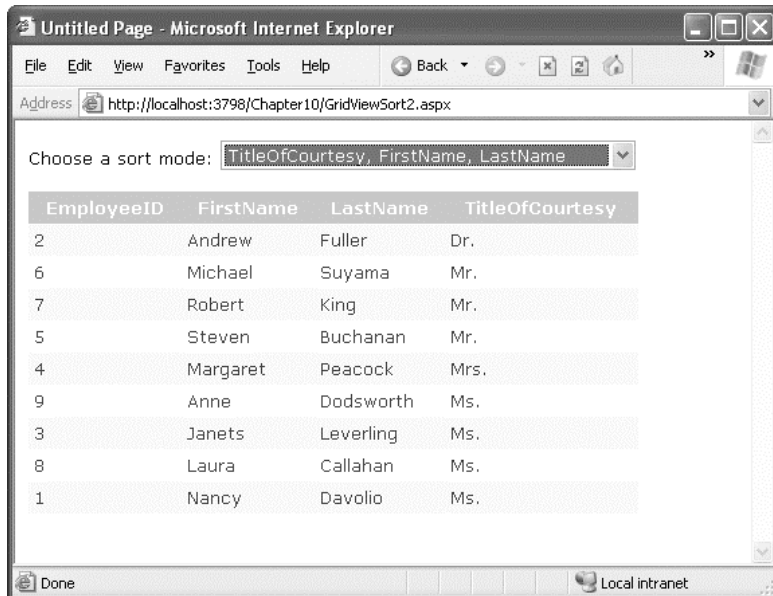 Untitled Page - Microsoft Internet Explorer
File Edit View Favorites Tools Help Back »
Address http://localhost:3798/Chapter10/GridViewSort2.aspx
Choose a sort mode: TitleOfCourtesy, FirstName, LastName
EmployeeID FirstName LastName TitleOfCourtesy
2 Andrew Fuller Dr.
6 Michael Suyama Mr.
7 Robert King Mr.
5 Steven Buchanan Mr.
4 Margaret Peacock Mrs.
9 Anne Dodsworth Ms.
3 Janets Leverling Ms.
8 Laura Callahan Ms.
1 Nancy Davolio Ms.
Done Local intranet